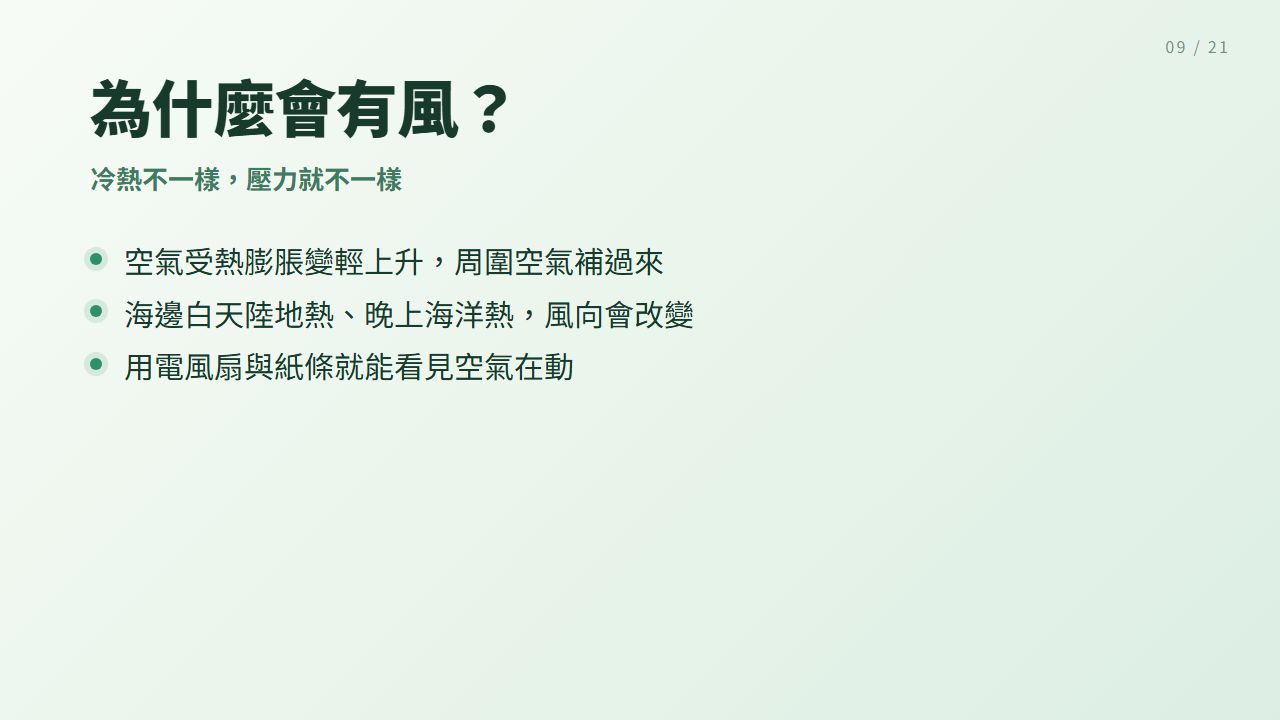 09 / 21
為什麼會有風？
冷熱不一樣，壓力就不一樣
空氣受熱膨脹變輕上升，周圍空氣補過來
海邊白天陸地熱、晚上海洋熱，風向會改變
用電風扇與紙條就能看見空氣在動